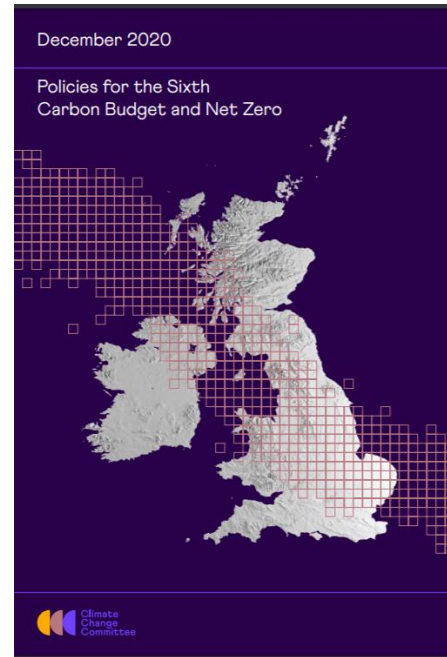 December 2020
Policies for the Sixth
Carbon Budget and Net Zero
Climate
Change
Committee